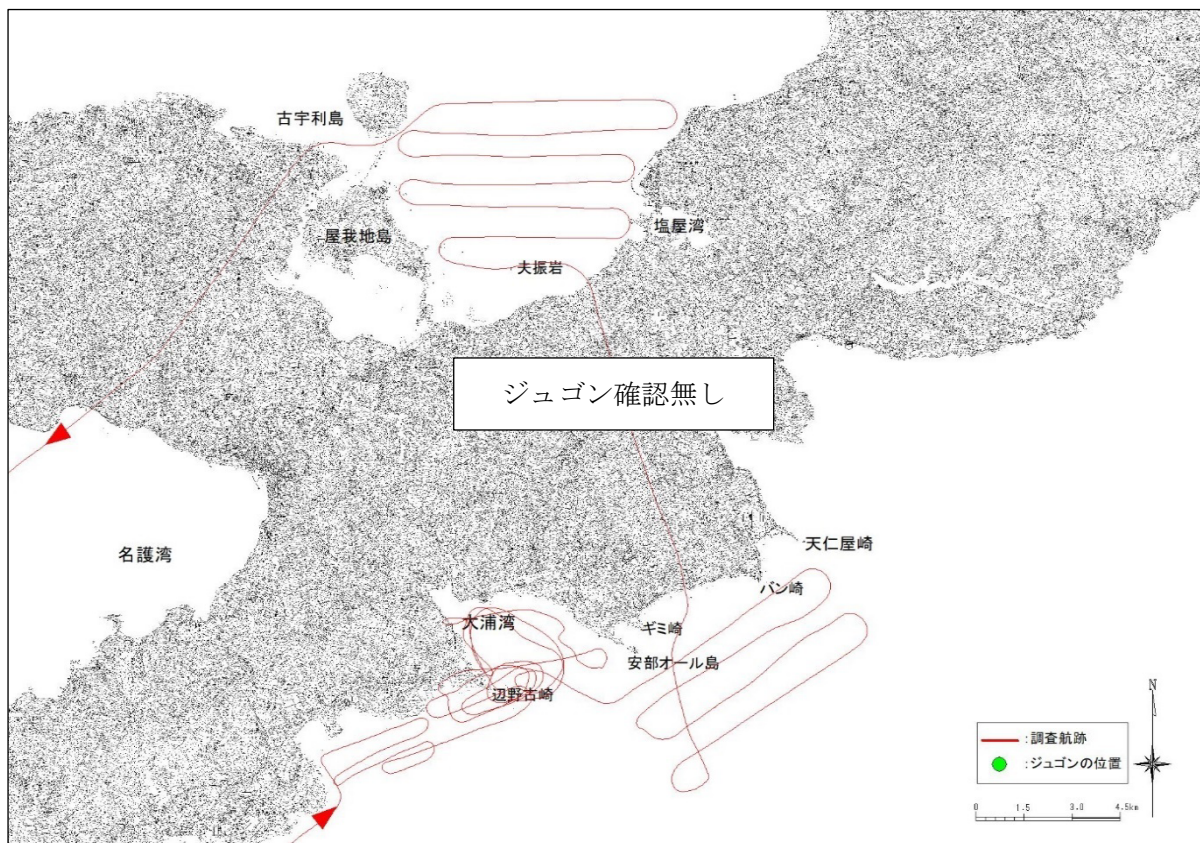 古宇利島
屋我地島
塩屋湾
夫振岩
ジュゴン確認無し
名護湾
天仁屋崎
バン崎
大浦湾
ギミ崎
安部オール島
辺野古崎
N
:調査航跡
:ジュゴンの位置
0 1.5 3.0 4.5km